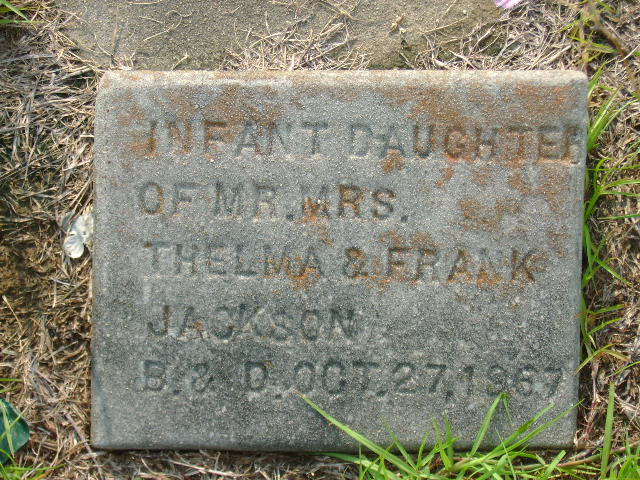 INFANT DAUGHTER
OF MR. MRS.
THELMA & FRANK
JACKSON
B. & D. OCT. 27, 1967